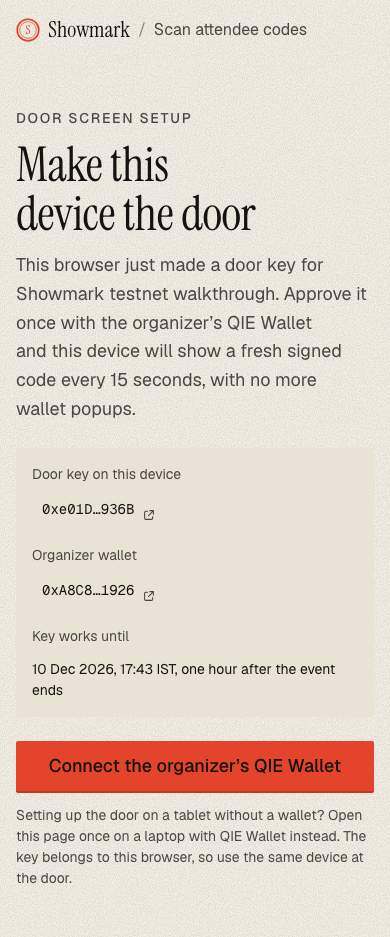 S Showmark / Scan attendee codes
DOOR SCREEN SETUP
Make this
device the door
This browser just made a door key for
Showmark testnet walkthrough. Approve it
once with the organizer’s QIE Wallet
and this device will show a fresh signed
code every 15 seconds, with no more
wallet popups.
Door key on this device
0xe01D…936B
Organizer wallet
0xA8C8…1926
Key works until
10 Dec 2026, 17:43 IST, one hour after the event
ends
Connect the organizer’s QIE Wallet
Setting up the door on a tablet without a wallet? Open
this page once on a laptop with QIE Wallet instead. The
key belongs to this browser, so use the same device at
the door.